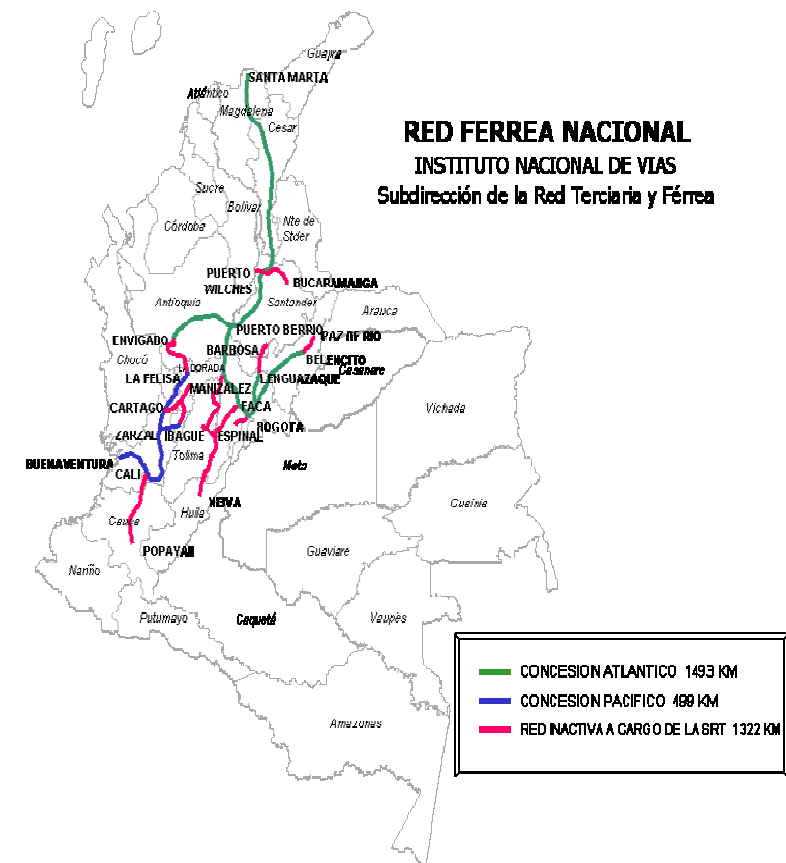 RED FERREA NACIONAL
INSTITUTO NACIONAL DE VIAS
Subdirección de la Red Terciaria y Férrea
Guajira
SANTA MARTA
Magdalena
Cesar
Sucre
Bolivar
Córdoba
Nte de
Stder
PUERTO
WILCHES
BUCARAMANGA
Antioquia
Santander
Arauca
PUERTO BERRIO
PAZ DE RIO
ENVIGADO
BARBOSA
Chocó
BELENCITO
LA DORADA
Casanare
LA FELISA
LENGUAZAQUE
MANIZALEZ
CARTAGO
FACA
Vichada
BOGOTA
ZARZAL
IBAGUE
ESPINAL
Tolima
BUENAVENTURA
Meta
CALI
NEIVA
Guainia
Huila
Cauca
POPAYAN
Guaviare
Nariño
Putumayo
Caquetá
Vaupés
CONCESION ATLANTICO 1493 KM
CONCESION PACIFICO 499 KM
RED INACTIVA A CARGO DE LA SRT 1322 KM
Amazonas